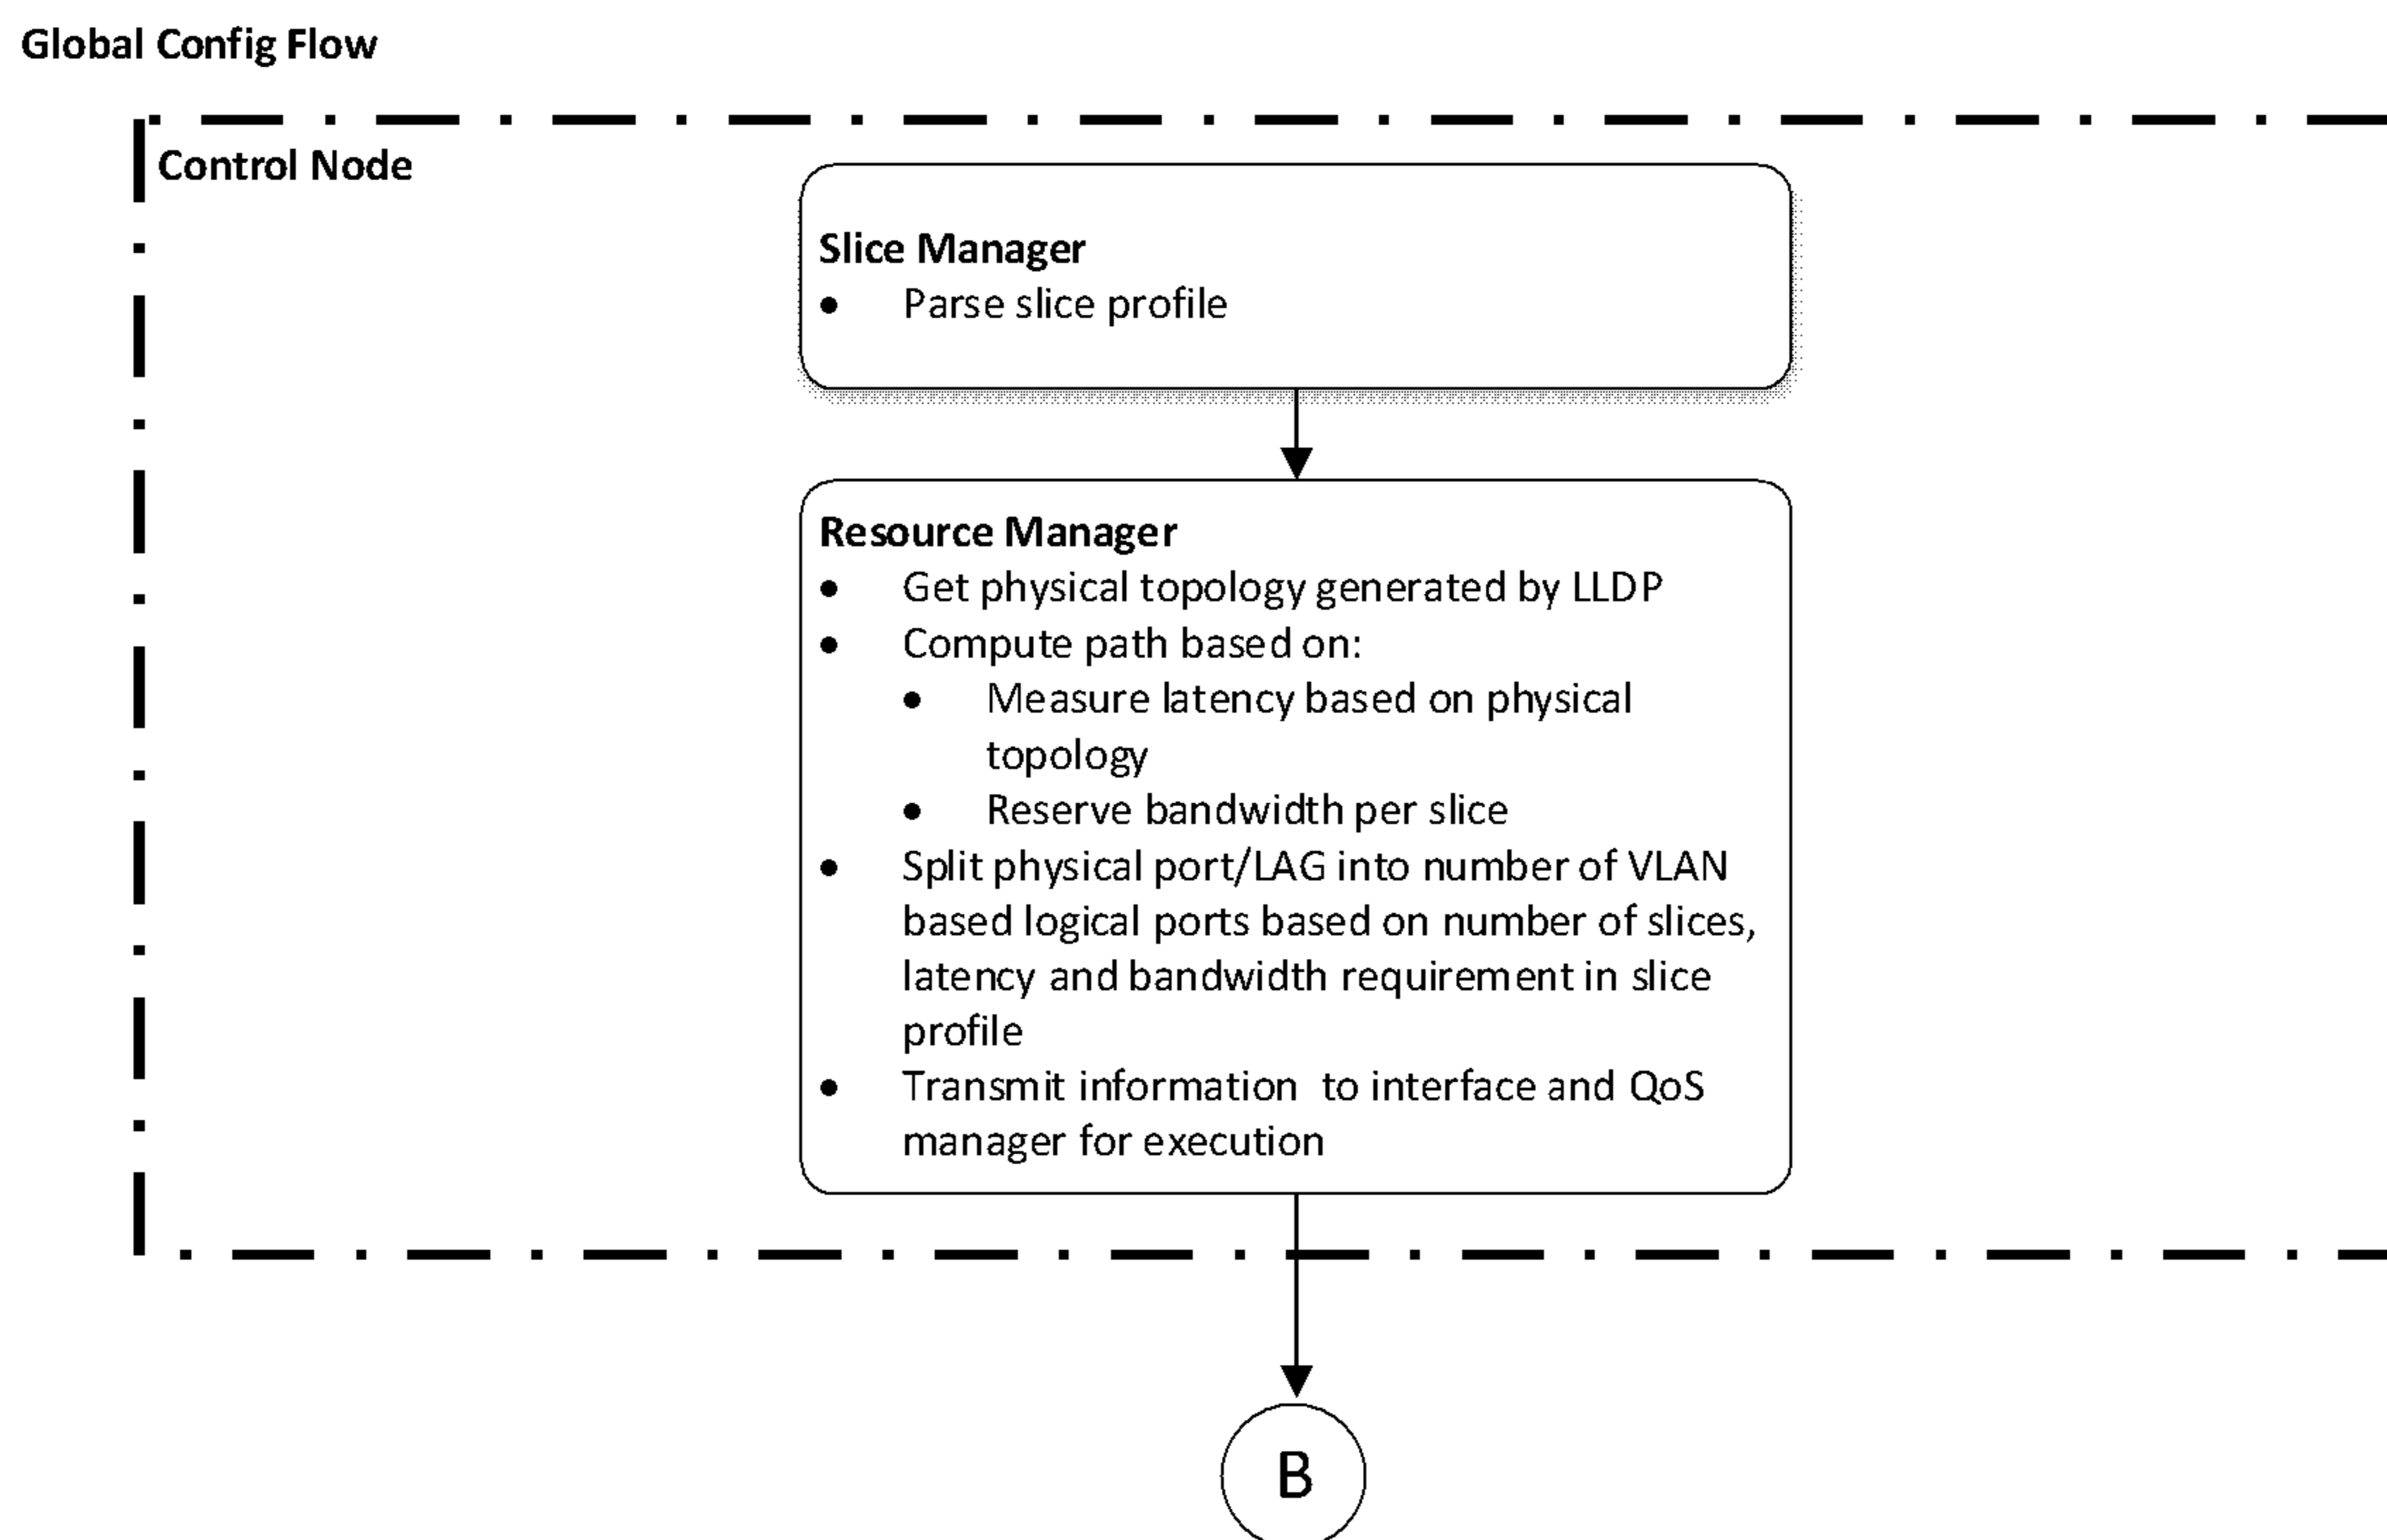 Global Config Flow
Control Node
Slice Manager
• Parse slice profile
Resource Manager
• Get physical topology generated by LLDP
• Compute path based on:
• Measure latency based on physical
topology
• Reserve bandwidth per slice
• Split physical port/LAG into number of VLAN
based logical ports based on number of slices,
latency and bandwidth requirement in slice
profile
• Transmit information  to interface and QoS
manager for execution
B